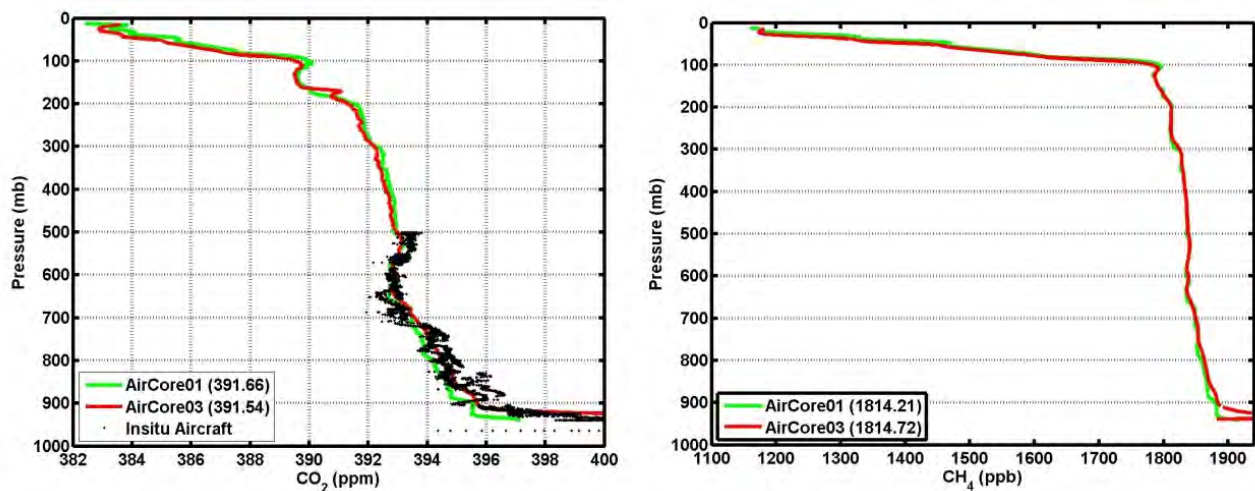 0
100
200
300
400
500
600
700
800
900
1000
Pressure (mb)
AirCore01 (391.66)
AirCore03 (391.54)
Insitu Aircraft
382 384 386 388 390 392 394 396 398 400
CO2 (ppm)
0
100
200
300
400
500
600
700
800
900
1000
Pressure (mb)
AirCore01 (1814.21)
AirCore03 (1814.72)
1100 1200 1300 1400 1500 1600 1700 1800 1900
CH4 (ppb)